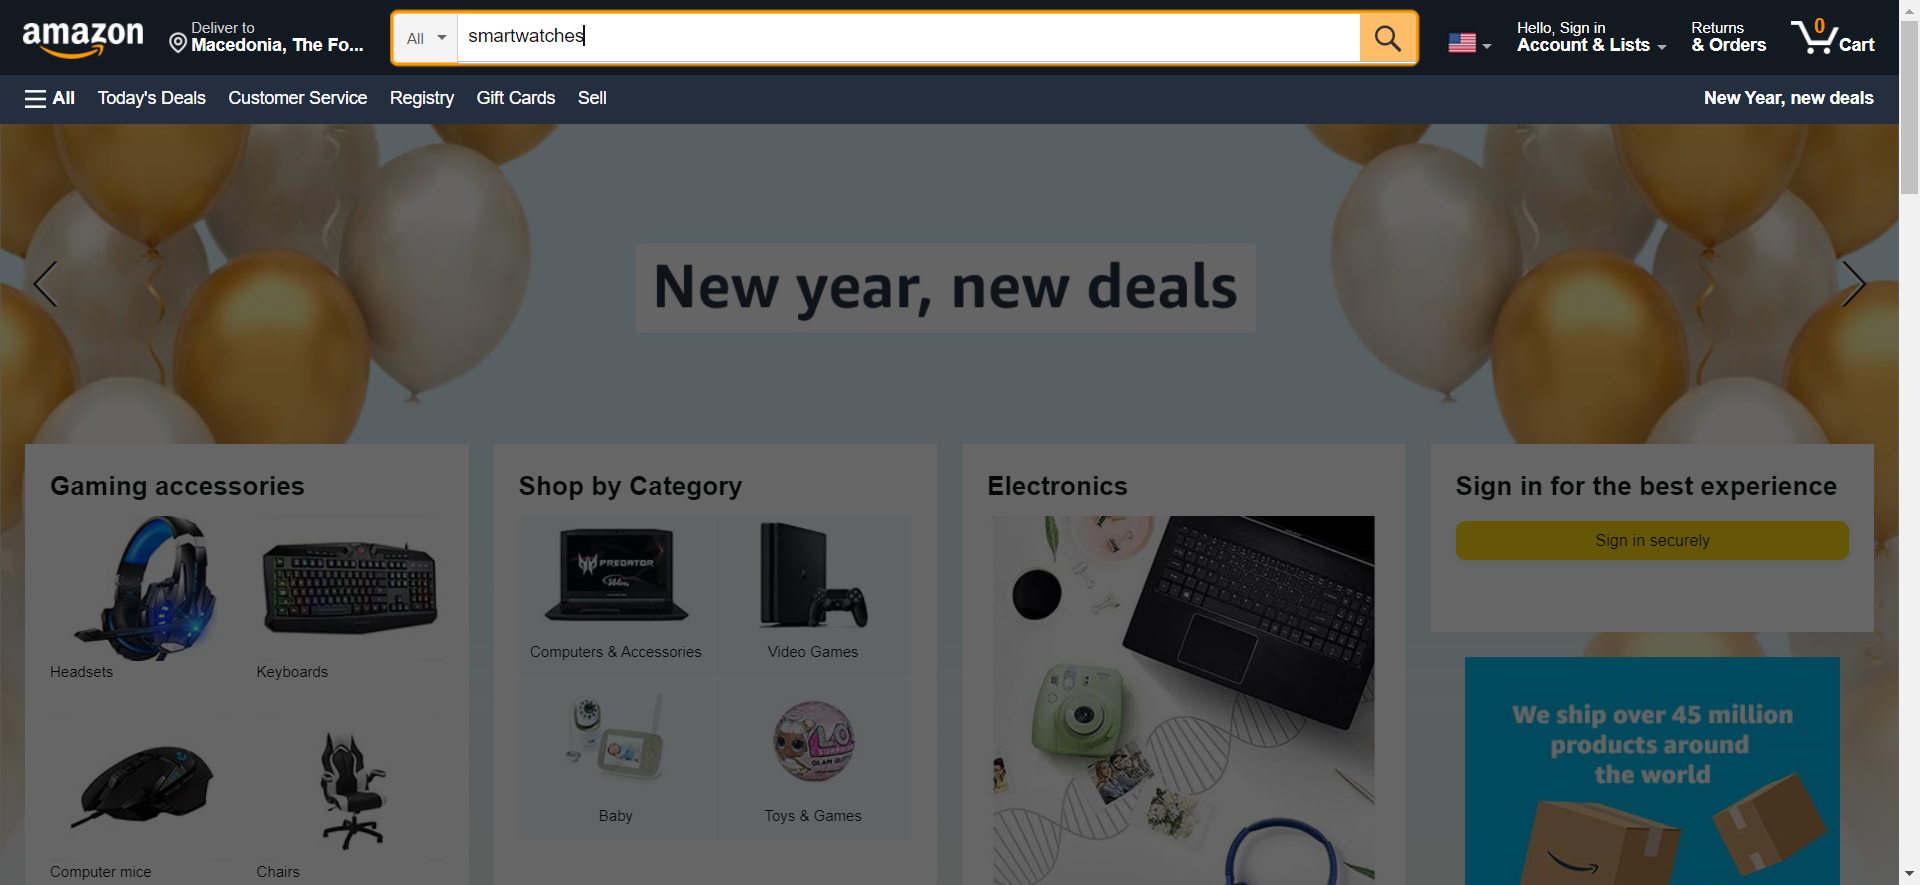 amazon
Deliver to
Macedonia, The Fo...
All
smartwatches
Hello, Sign in
Account & Lists
Returns
& Orders
0
Cart
All
Today's Deals
Customer Service
Registry
Gift Cards
Sell
New Year, new deals
New year, new deals
Gaming accessories
Headsets
Keyboards
Computer mice
Chairs
Shop by Category
PREDATOR
Computers & Accessories
Video Games
Baby
Toys & Games
Electronics
Sign in for the best experience
Sign in securely
We ship over 45 million
products around
the world